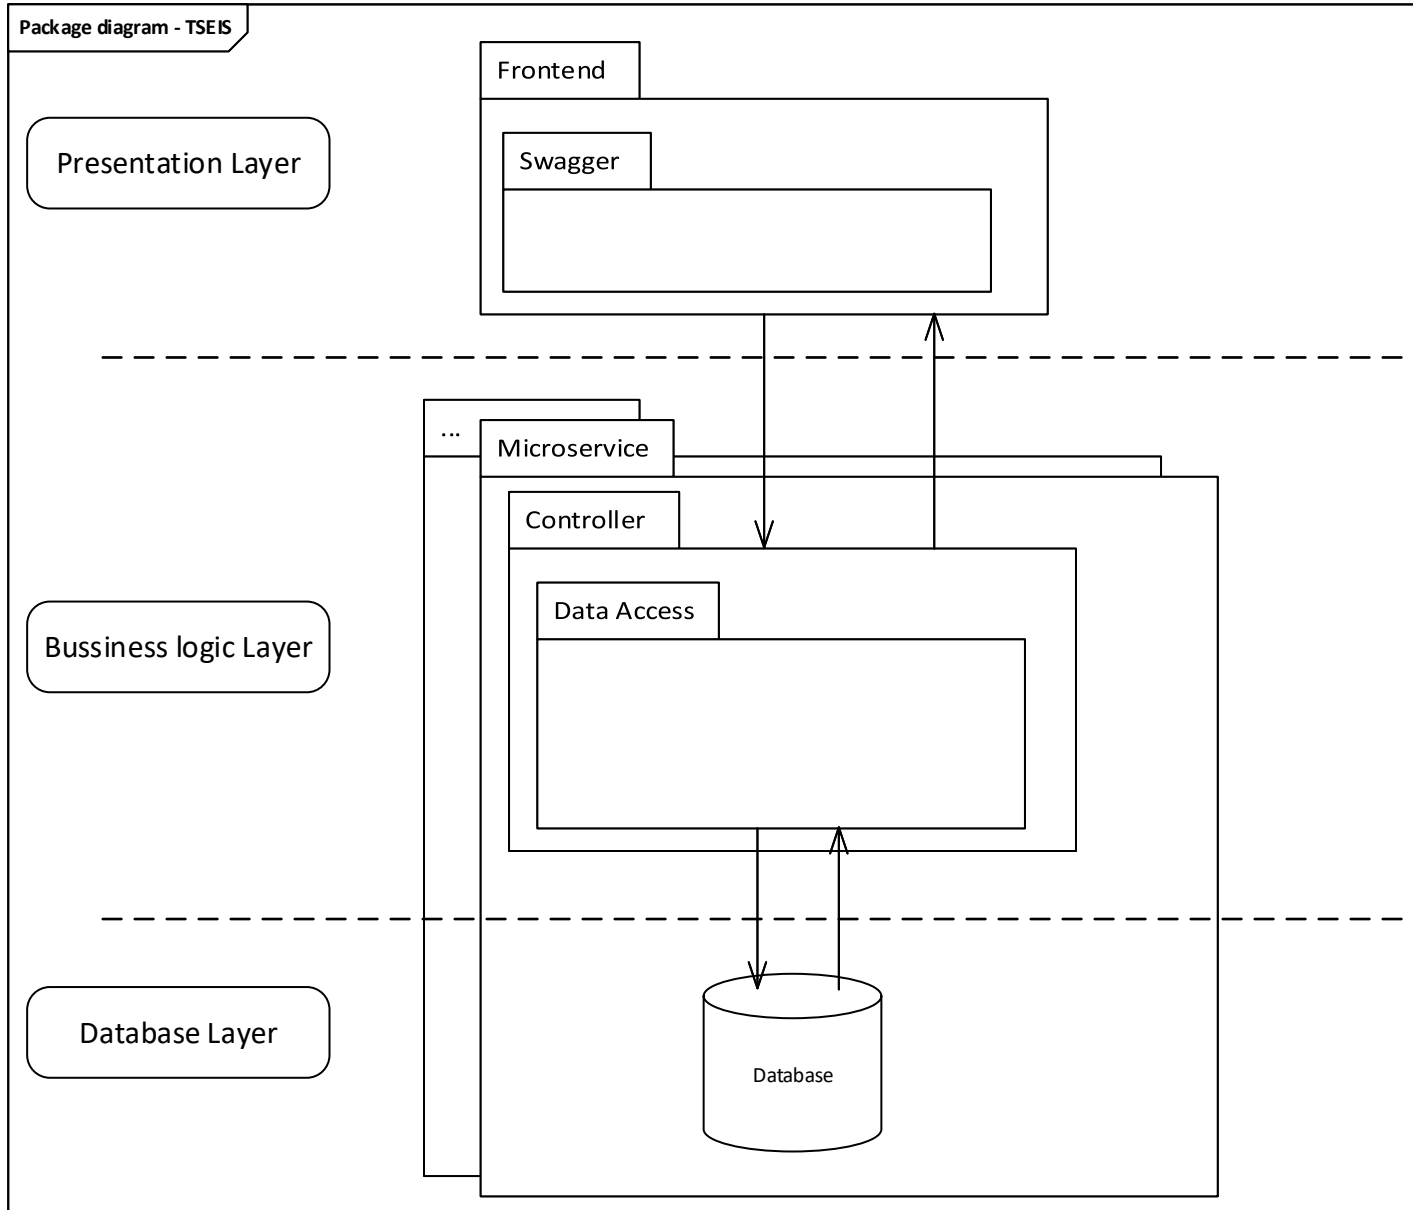 Package diagram - TSEIS
Frontend
Presentation Layer
Swagger
...
Microservice
Controller
Data Access
Bussiness logic Layer
Database Layer
Database